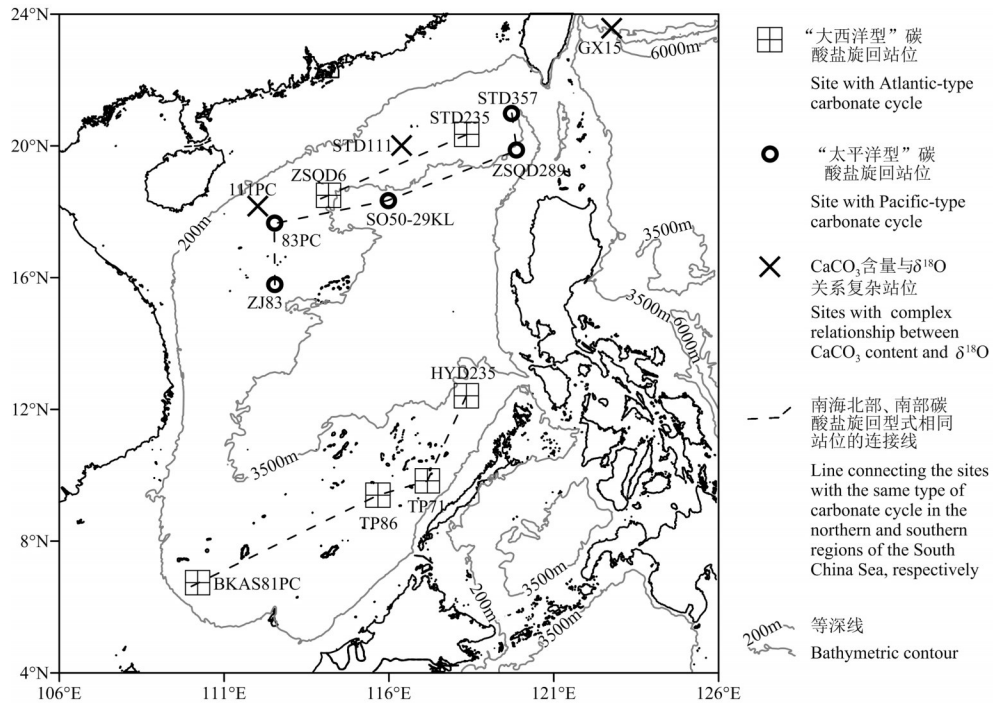 24°N
20°N
16°N
12°N
8°N
4°N
106°E
111°E
116°E
121°E
126°E
GX15
6000m
STD357
STD235
STD111
ZSQD289
ZSQD6
111PC
SO50-29KL
200m
83PC
ZJ83
3500m
3500m
6000m
HYD235
3500m
TP71
TP86
BKAS81PC
3500m
200m
3500m
“大西洋型”碳
酸盐旋回站位
Site with Atlantic-type
carbonate cycle
“太平洋型”碳
酸盐旋回站位
Site with Pacific-type
carbonate cycle
CaCO₃含量与δ¹⁸O
关系复杂站位
Sites with complex
relationship between
CaCO₃ content and δ¹⁸O
南海北部、南部碳
酸盐旋回型式相同
站位的连接线
Line connecting the sites
with the same type of
carbonate cycle in the
northern and southern
regions of the South
China Sea, respectively
200m
等深线
Bathymetric contour